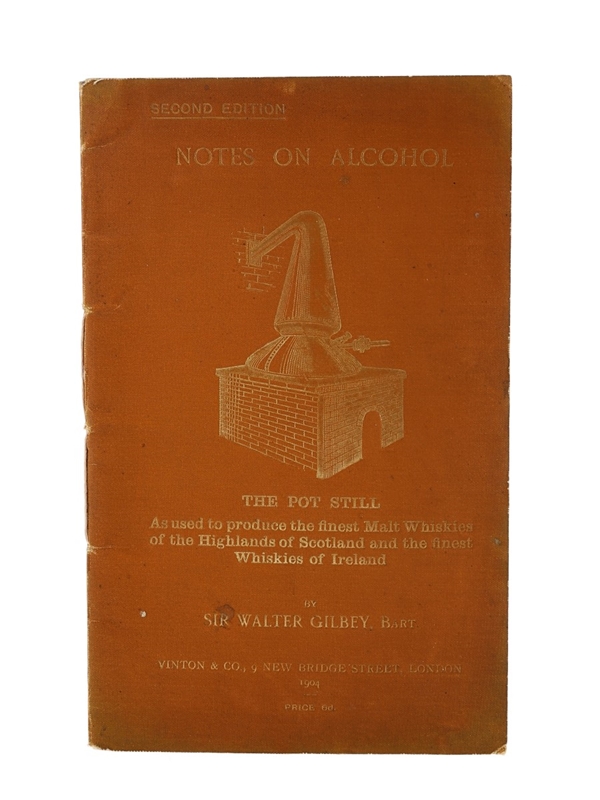 SECOND EDITION
NOTES ON ALCOHOL
THE POT STILL
As used to produce the finest Malt Whiskies
of the Highlands of Scotland and the finest
Whiskies of Ireland
BY
SIR WALTER GILBEY, BART
VINTON & CO., 9 NEW BRIDGE STREET, LONDON
1904
PRICE 6d.